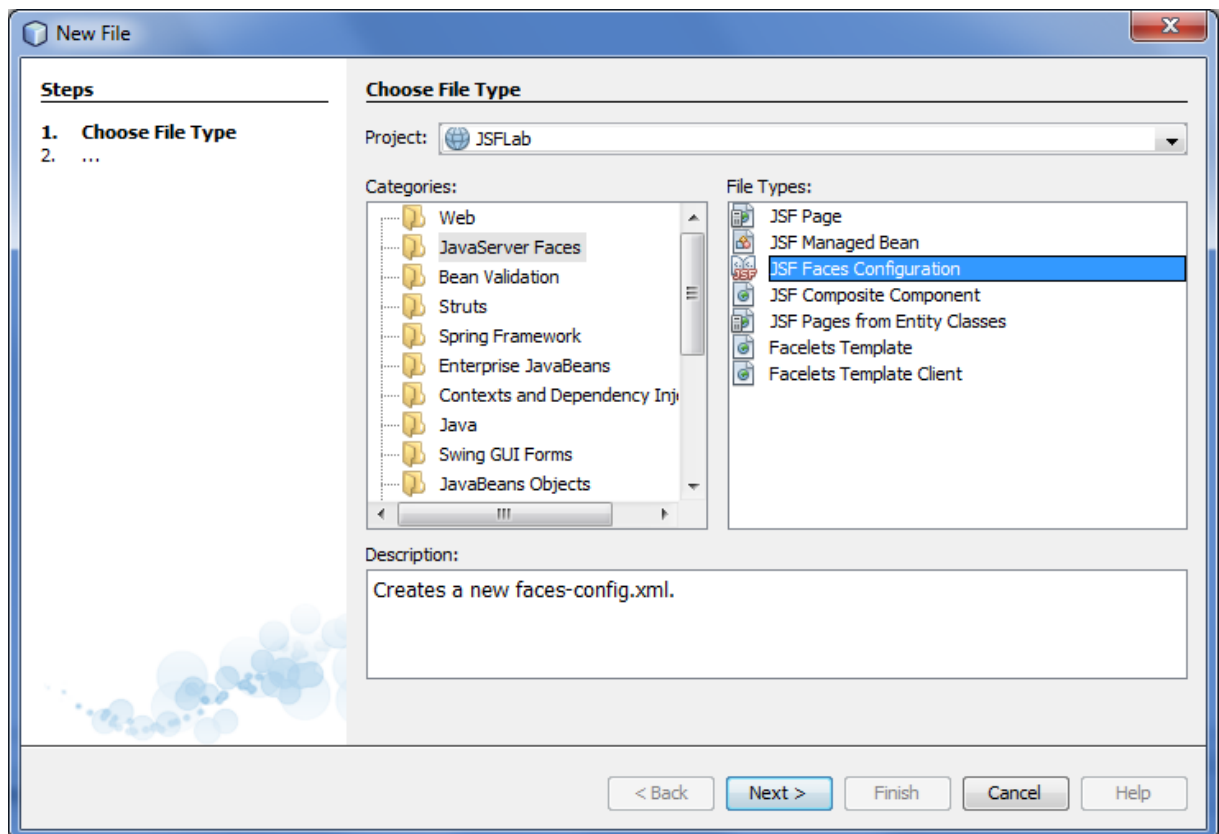 New File
Steps
1. Choose File Type
2. ...
Choose File Type
Project: JSFLab
Categories:
Web
JavaServer Faces
Bean Validation
Struts
Spring Framework
Enterprise JavaBeans
Contexts and Dependency Inj
Java
Swing GUI Forms
JavaBeans Objects
File Types:
JSF Page
JSF Managed Bean
JSF Faces Configuration
JSF Composite Component
JSF Pages from Entity Classes
Facelets Template
Facelets Template Client
Description:
Creates a new faces-config.xml.
< Back Next > Finish Cancel Help